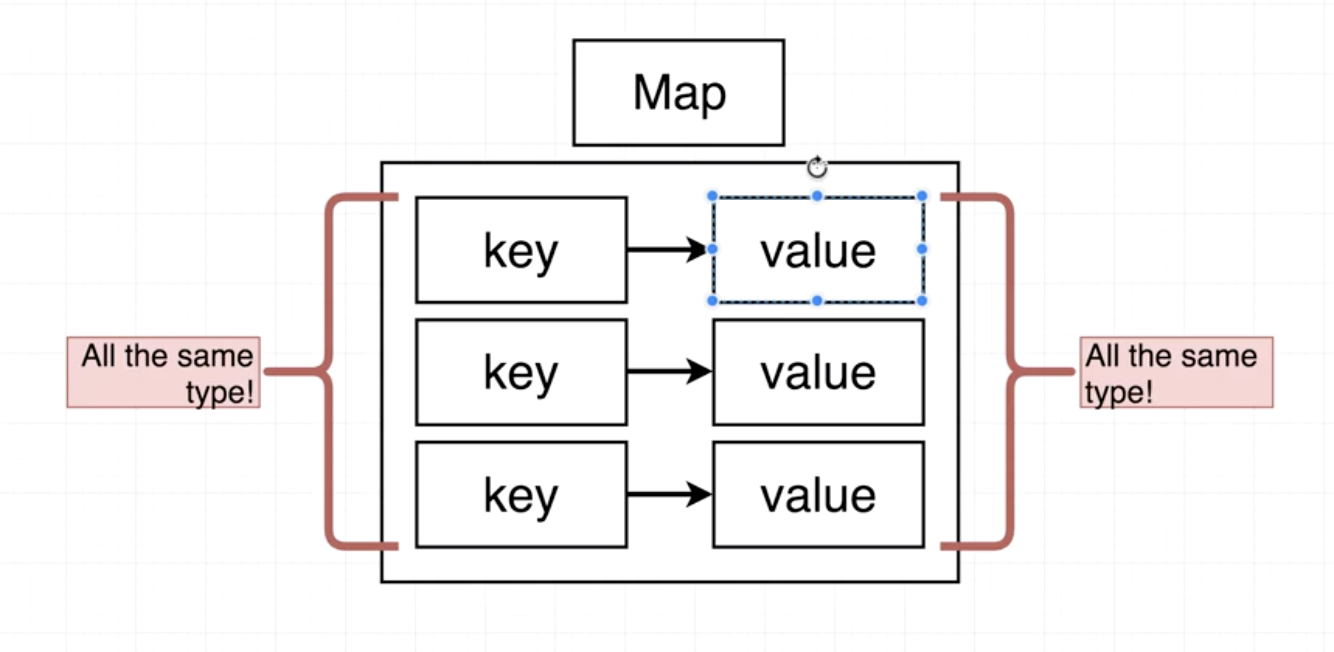 Map
key
value
key
value
key
value
All the same
type!
All the same
type!